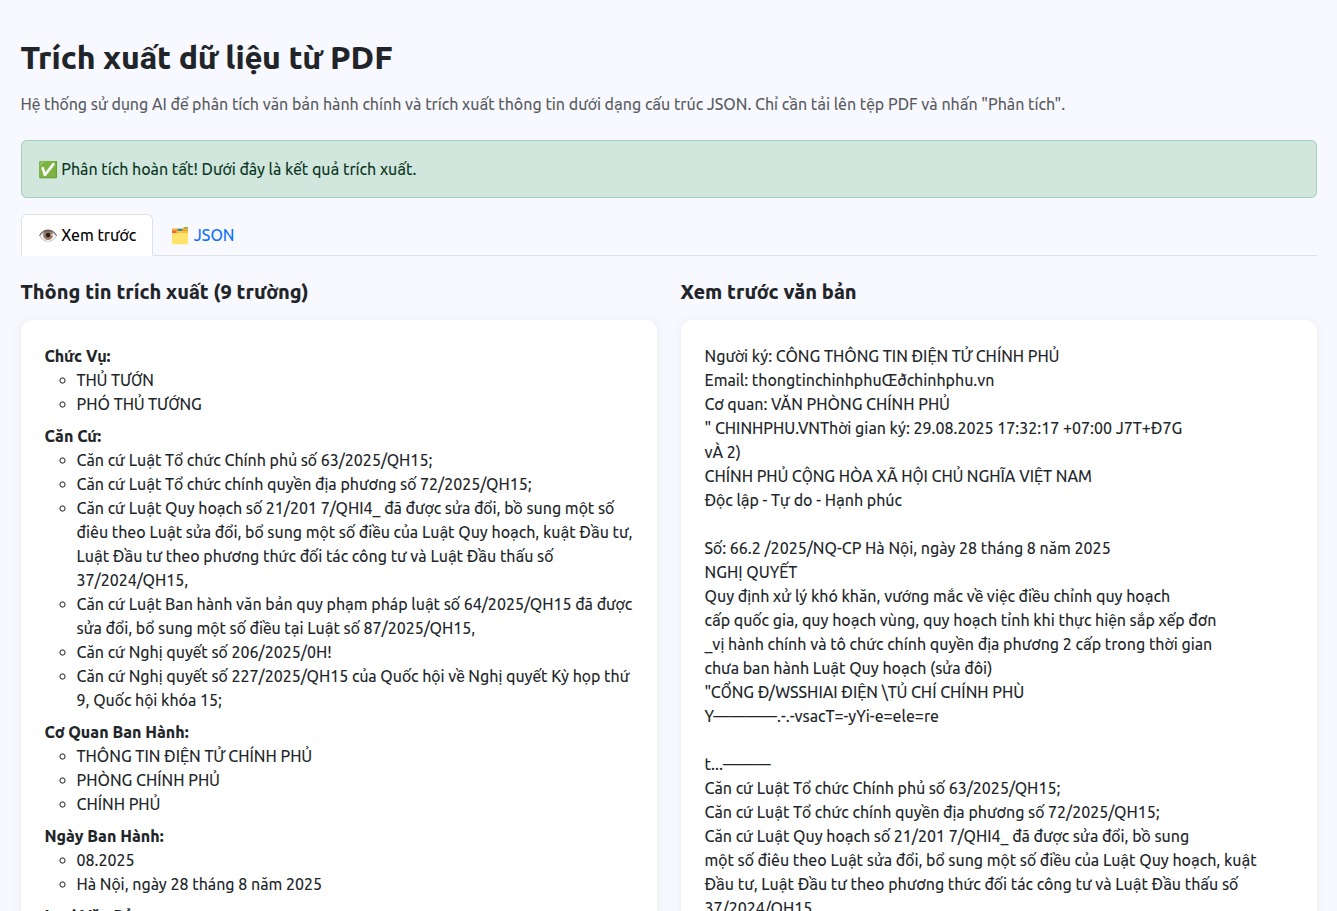 Trích xuất dữ liệu từ PDF
Hệ thống sử dụng AI để phân tích văn bản hành chính và trích xuất thông tin dưới dạng cấu trúc JSON. Chỉ cần tải lên tệp PDF và nhấn "Phân tích".
✅ Phân tích hoàn tất! Dưới đây là kết quả trích xuất.
👁️ Xem trước
🗂️ JSON
Thông tin trích xuất (9 trường)
Chức Vụ:
THỦ TƯỚN
PHÓ THỦ TƯỚNG
Căn Cứ:
Căn cứ Luật Tổ chức Chính phủ số 63/2025/QH15;
Căn cứ Luật Tổ chức chính quyền địa phương số 72/2025/QH15;
Căn cứ Luật Quy hoạch số 21/201 7/QHI4_ đã được sửa đổi, bồ sung một số
điêu theo Luật sửa đổi, bổ sung một số điều của Luật Quy hoạch, kuật Đầu tư,
Luật Đầu tư theo phương thức đối tác công tư và Luật Đầu thấu số
37/2024/QH15,
Căn cứ Luật Ban hành văn bản quy phạm pháp luật số 64/2025/QH15 đã được
sửa đổi, bổ sung một số điều tại Luật số 87/2025/QH15,
Căn cứ Nghị quyết số 206/2025/0H!
Căn cứ Nghị quyết số 227/2025/QH15 của Quốc hội về Nghị quyết Kỳ họp thứ
9, Quốc hội khóa 15;
Cơ Quan Ban Hành:
THÔNG TIN ĐIỆN TỬ CHÍNH PHỦ
PHÒNG CHÍNH PHỦ
CHÍNH PHỦ
Ngày Ban Hành:
08.2025
Hà Nội, ngày 28 tháng 8 năm 2025
Xem trước văn bản
Người ký: CÔNG THÔNG TIN ĐIỆN TỬ CHÍNH PHỦ
Email: thongtinchinhphuŒðchinhphu.vn
Cơ quan: VĂN PHÒNG CHÍNH PHỦ
" CHINHPHU.VNThời gian ký: 29.08.2025 17:32:17 +07:00 J7T+Đ7G
vÀ 2)
CHÍNH PHỦ CỘNG HÒA XÃ HỘI CHỦ NGHĨA VIỆT NAM
Độc lập - Tự do - Hạnh phúc
Số: 66.2 /2025/NQ-CP Hà Nội, ngày 28 tháng 8 năm 2025
NGHỊ QUYẾT
Quy định xử lý khó khăn, vướng mắc về việc điều chỉnh quy hoạch
cấp quốc gia, quy hoạch vùng, quy hoạch tỉnh khi thực hiện sắp xếp đơn
_vị hành chính và tô chức chính quyền địa phương 2 cấp trong thời gian
chưa ban hành Luật Quy hoạch (sửa đôi)
"CỔNG Đ/WSSHIAI ĐIỆN \TỦ CHÍ CHÍNH PHÙ
Y————.-.-vsacT=-yYi-e=ele=re
t...———
Căn cứ Luật Tổ chức Chính phủ số 63/2025/QH15;
Căn cứ Luật Tổ chức chính quyền địa phương số 72/2025/QH15;
Căn cứ Luật Quy hoạch số 21/201 7/QHI4_ đã được sửa đổi, bồ sung
một số điêu theo Luật sửa đổi, bổ sung một số điều của Luật Quy hoạch, kuật
Đầu tư, Luật Đầu tư theo phương thức đối tác công tư và Luật Đầu thấu số
37/2024/QH15